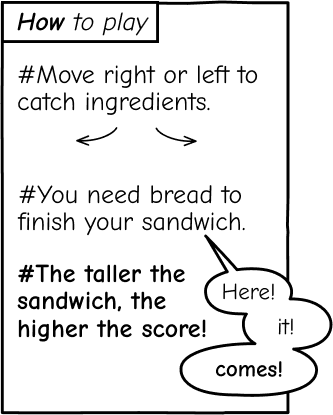 How to play
#Move right or left to
catch ingredients.
#You need bread to
finish your sandwich.
#The taller the
sandwich, the
higher the score!
Here!
it!
comes!